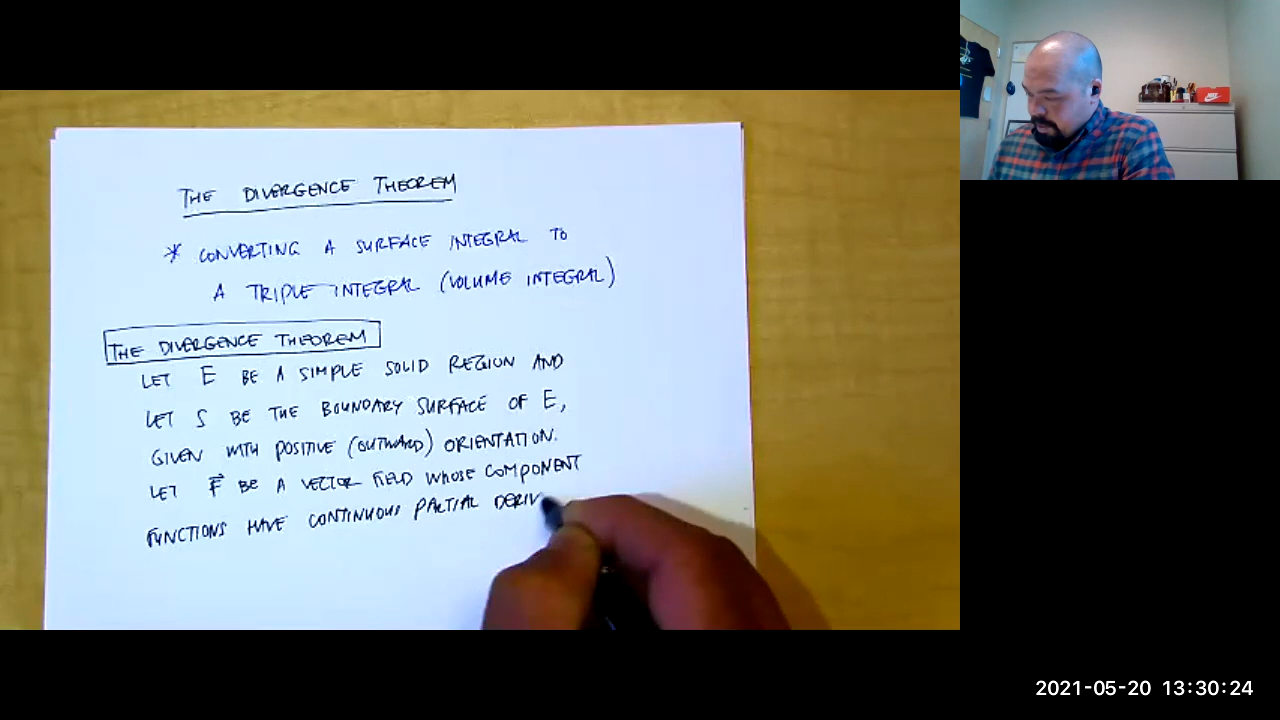 THE DIVERGENCE THEOREM
* CONVERTING A SURFACE INTEGRAL TO
A TRIPLE INTEGRAL (VOLUME INTEGRAL)
THE DIVERGENCE THEOREM
LET E BE A SIMPLE SOLID REGION AND
LET S BE THE BOUNDARY SURFACE OF E,
GIVEN WITH POSITIVE (OUTWARD) ORIENTATION.
LET F⃗ BE A VECTOR FIELD WHOSE COMPONENT
FUNCTIONS HAVE CONTINUOUS PARTIAL DERIV
2021-05-20 13:30:24